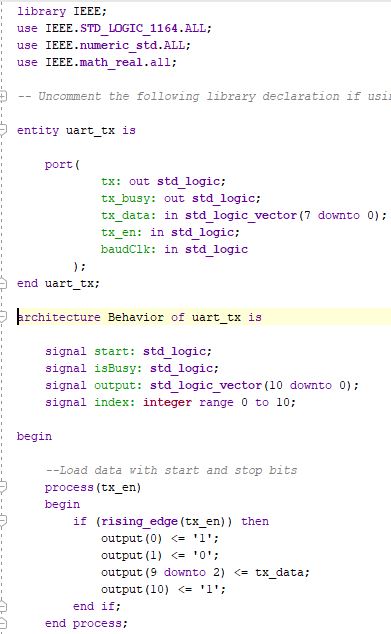 library IEEE;
use IEEE.STD_LOGIC_1164.ALL;
use IEEE.numeric_std.ALL;
use IEEE.math_real.all;
-- Uncomment the following library declaration if usi
entity uart_tx is
port(
tx: out std_logic;
tx_busy: out std_logic;
tx_data: in std_logic_vector(7 downto 0);
tx_en: in std_logic;
baudClk: in std_logic
);
end uart_tx;
architecture Behavior of uart_tx is
signal start: std_logic;
signal isBusy: std_logic;
signal output: std_logic_vector(10 downto 0);
signal index: integer range 0 to 10;
begin
--Load data with start and stop bits
process(tx_en)
begin
if (rising_edge(tx_en)) then
output(0) <= '1';
output(1) <= '0';
output(9 downto 2) <= tx_data;
output(10) <= '1';
end if;
end process;